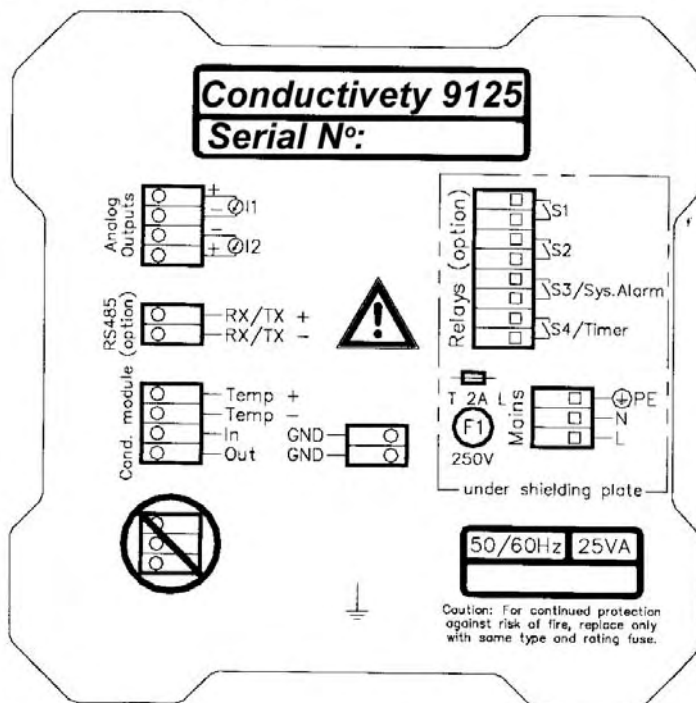 Conductivety 9125
Serial Nº:
Analog
Outputs
+
− I1
−
+ I2
RS485
(option)
RX/TX +
RX/TX −
Cond. module
Temp +
Temp −
In
Out
GND
GND
Relays (option)
S1
S2
S3/Sys.Alarm
S4/Timer
T 2A L
F1
250V
Mains
PE
N
L
under shielding plate
50/60Hz 25VA
Caution: For continued protection
against risk of fire, replace only
with same type and rating fuse.